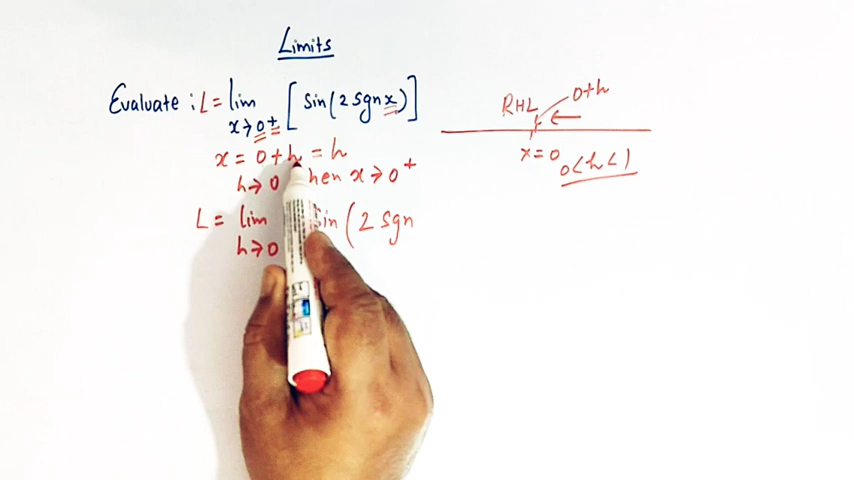 Limits
Evaluate : L = lim x→0+ [ Sin(2 Sgn x) ]
x = 0 + h = h
h→0 hen x→0+
L = lim h→0 Sin(2 Sgn
RHL 0+h
x=0
0<h<1